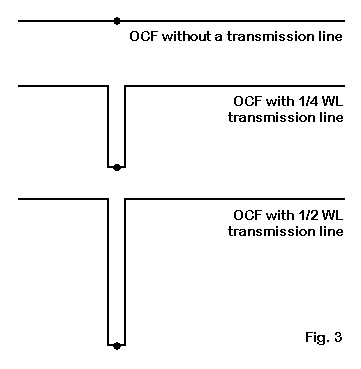 OCF without a transmission line
OCF with 1/4 WL
transmission line
OCF with 1/2 WL
transmission line
Fig. 3